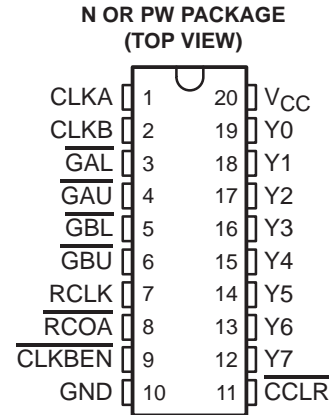 N OR PW PACKAGE
(TOP VIEW)
CLKA 1 20 VCC
CLKB 2 19 Y0
GAL 3 18 Y1
GAU 4 17 Y2
GBL 5 16 Y3
GBU 6 15 Y4
RCLK 7 14 Y5
RCOA 8 13 Y6
CLKBEN 9 12 Y7
GND 10 11 CCLR